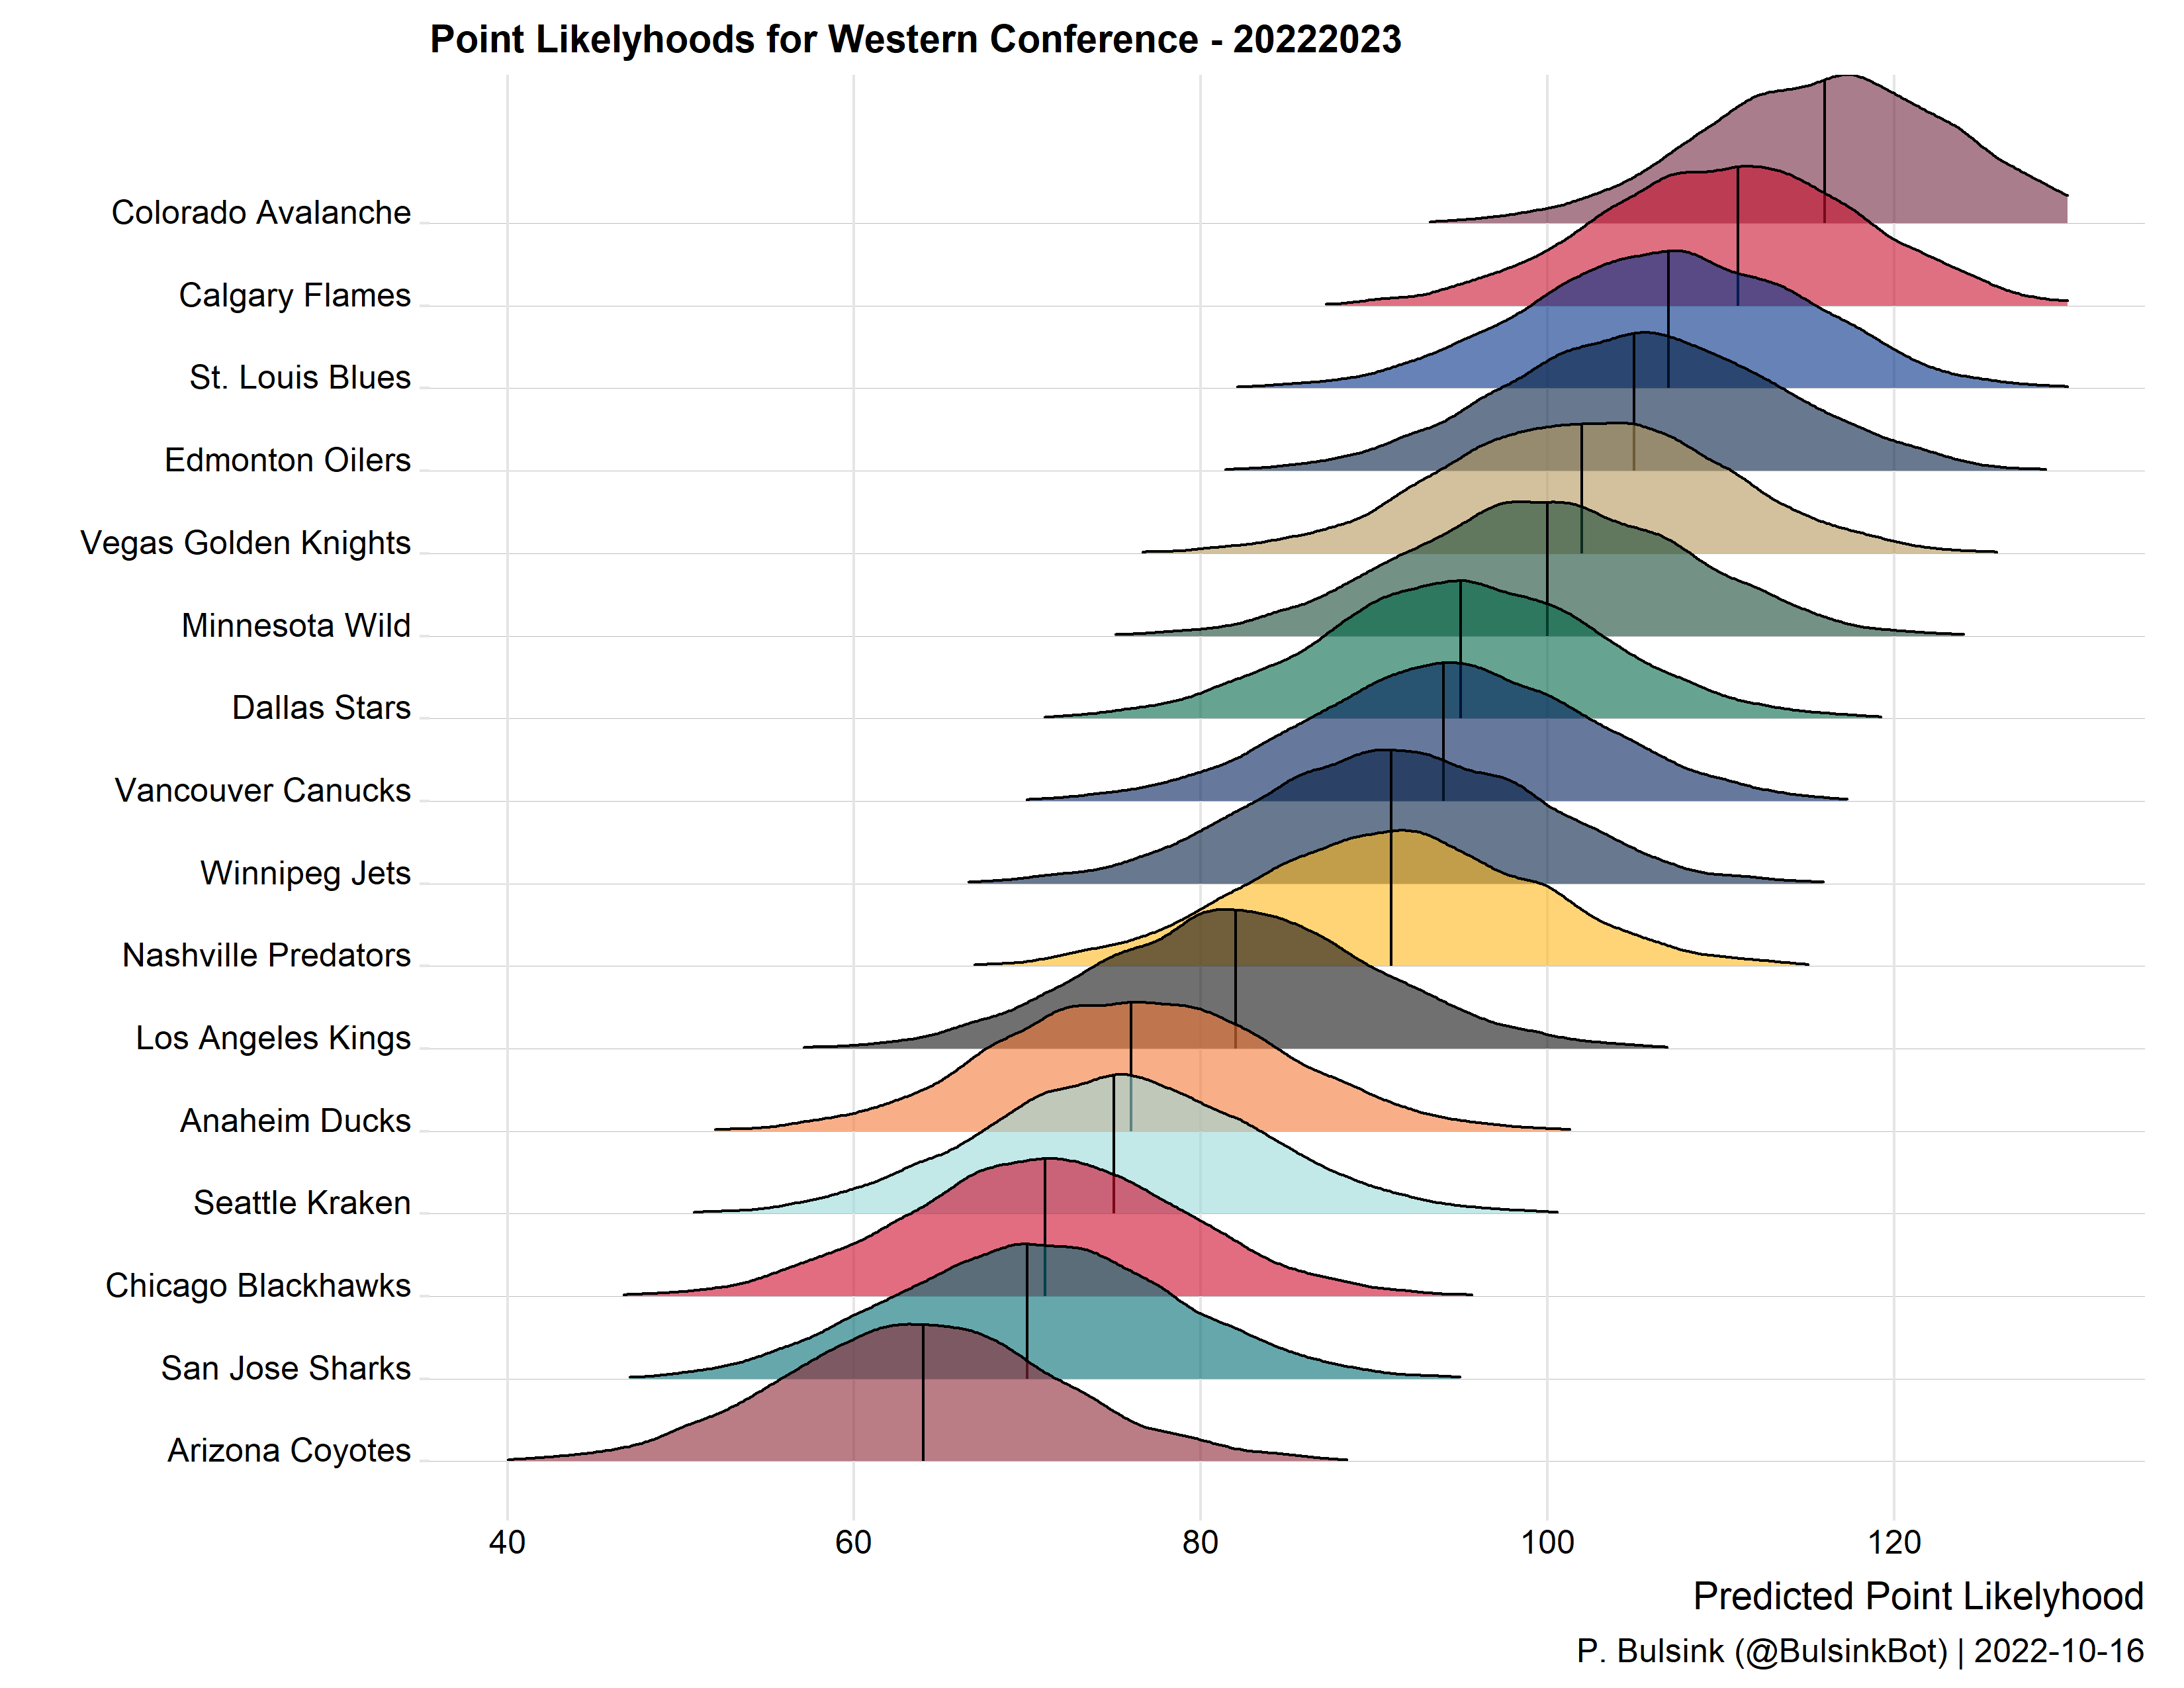 Point Likelyhoods for Western Conference - 20222023
Colorado Avalanche
Calgary Flames
St. Louis Blues
Edmonton Oilers
Vegas Golden Knights
Minnesota Wild
Dallas Stars
Vancouver Canucks
Winnipeg Jets
Nashville Predators
Los Angeles Kings
Anaheim Ducks
Seattle Kraken
Chicago Blackhawks
San Jose Sharks
Arizona Coyotes
40 60 80 100 120
Predicted Point Likelyhood
P. Bulsink (@BulsinkBot) | 2022-10-16